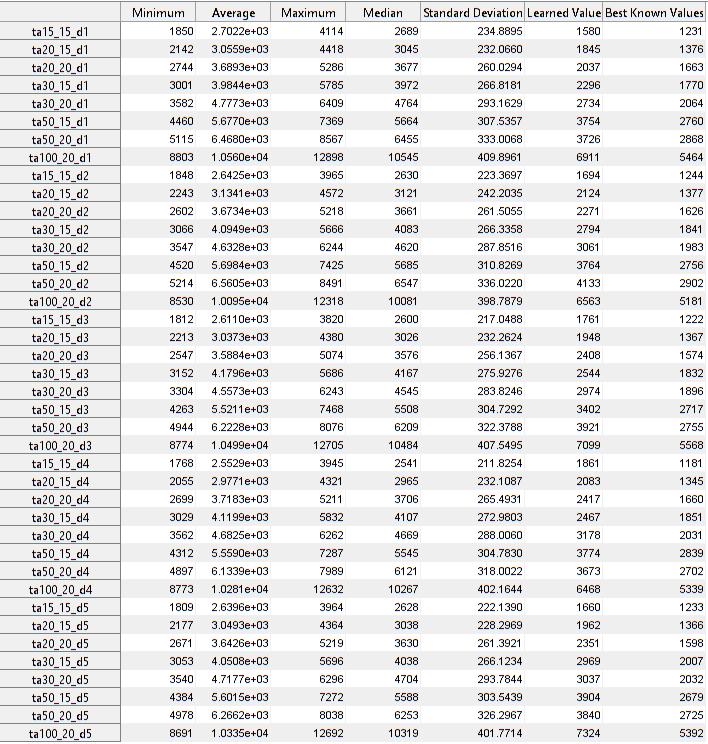 Minimum Average Maximum Median Standard Deviation Learned Value Best Known Values
ta15_15_d1 1850 2.7022e+03 4114 2689 234.8895 1580 1231
ta20_15_d1 2142 3.0559e+03 4418 3045 232.0660 1845 1376
ta20_20_d1 2744 3.6893e+03 5286 3677 260.0294 2037 1663
ta30_15_d1 3001 3.9844e+03 5785 3972 266.8181 2296 1770
ta30_20_d1 3582 4.7773e+03 6409 4764 293.1629 2734 2064
ta50_15_d1 4460 5.6770e+03 7369 5664 307.5357 3754 2760
ta50_20_d1 5115 6.4680e+03 8567 6455 333.0068 3726 2868
ta100_20_d1 8803 1.0560e+04 12898 10545 409.8961 6911 5464
ta15_15_d2 1848 2.6425e+03 3965 2630 223.3697 1694 1244
ta20_15_d2 2243 3.1341e+03 4572 3121 242.2035 2124 1377
ta20_20_d2 2602 3.6734e+03 5218 3661 261.5055 2271 1626
ta30_15_d2 3066 4.0949e+03 5666 4083 266.3358 2794 1841
ta30_20_d2 3547 4.6328e+03 6244 4620 287.8516 3061 1983
ta50_15_d2 4520 5.6984e+03 7425 5685 310.8269 3764 2756
ta50_20_d2 5214 6.5605e+03 8491 6547 336.0220 4133 2902
ta100_20_d2 8530 1.0095e+04 12318 10081 398.7879 6563 5181
ta15_15_d3 1812 2.6110e+03 3820 2600 217.0488 1761 1222
ta20_15_d3 2213 3.0373e+03 4380 3026 232.2624 1948 1367
ta20_20_d3 2547 3.5884e+03 5074 3576 256.1367 2408 1574
ta30_15_d3 3152 4.1796e+03 5686 4167 275.9276 2544 1832
ta30_20_d3 3304 4.5573e+03 6243 4545 283.8246 2974 1896
ta50_15_d3 4263 5.5211e+03 7468 5508 304.7292 3402 2717
ta50_20_d3 4944 6.2228e+03 8076 6209 322.3788 3921 2755
ta100_20_d3 8774 1.0499e+04 12705 10484 407.5495 7099 5568
ta15_15_d4 1768 2.5529e+03 3945 2541 211.8254 1861 1181
ta20_15_d4 2055 2.9771e+03 4321 2965 232.1087 2083 1345
ta20_20_d4 2699 3.7183e+03 5211 3706 265.4931 2417 1660
ta30_15_d4 3029 4.1199e+03 5832 4107 272.9803 2467 1851
ta30_20_d4 3562 4.6825e+03 6262 4669 288.0060 3178 2031
ta50_15_d4 4312 5.5590e+03 7287 5545 304.7830 3774 2839
ta50_20_d4 4897 6.1339e+03 7989 6121 318.0022 3673 2702
ta100_20_d4 8773 1.0281e+04 12632 10267 402.1644 6468 5339
ta15_15_d5 1809 2.6396e+03 3964 2628 222.1390 1660 1233
ta20_15_d5 2177 3.0493e+03 4364 3038 228.2969 1962 1366
ta20_20_d5 2671 3.6426e+03 5219 3630 261.3921 2351 1598
ta30_15_d5 3053 4.0508e+03 5696 4038 266.1234 2969 2007
ta30_20_d5 3540 4.7177e+03 6296 4704 293.7844 3037 2032
ta50_15_d5 4384 5.6015e+03 7272 5588 303.5439 3904 2679
ta50_20_d5 4978 6.2662e+03 8038 6253 326.2967 3840 2725
ta100_20_d5 8691 1.0335e+04 12692 10319 401.7714 7324 5392